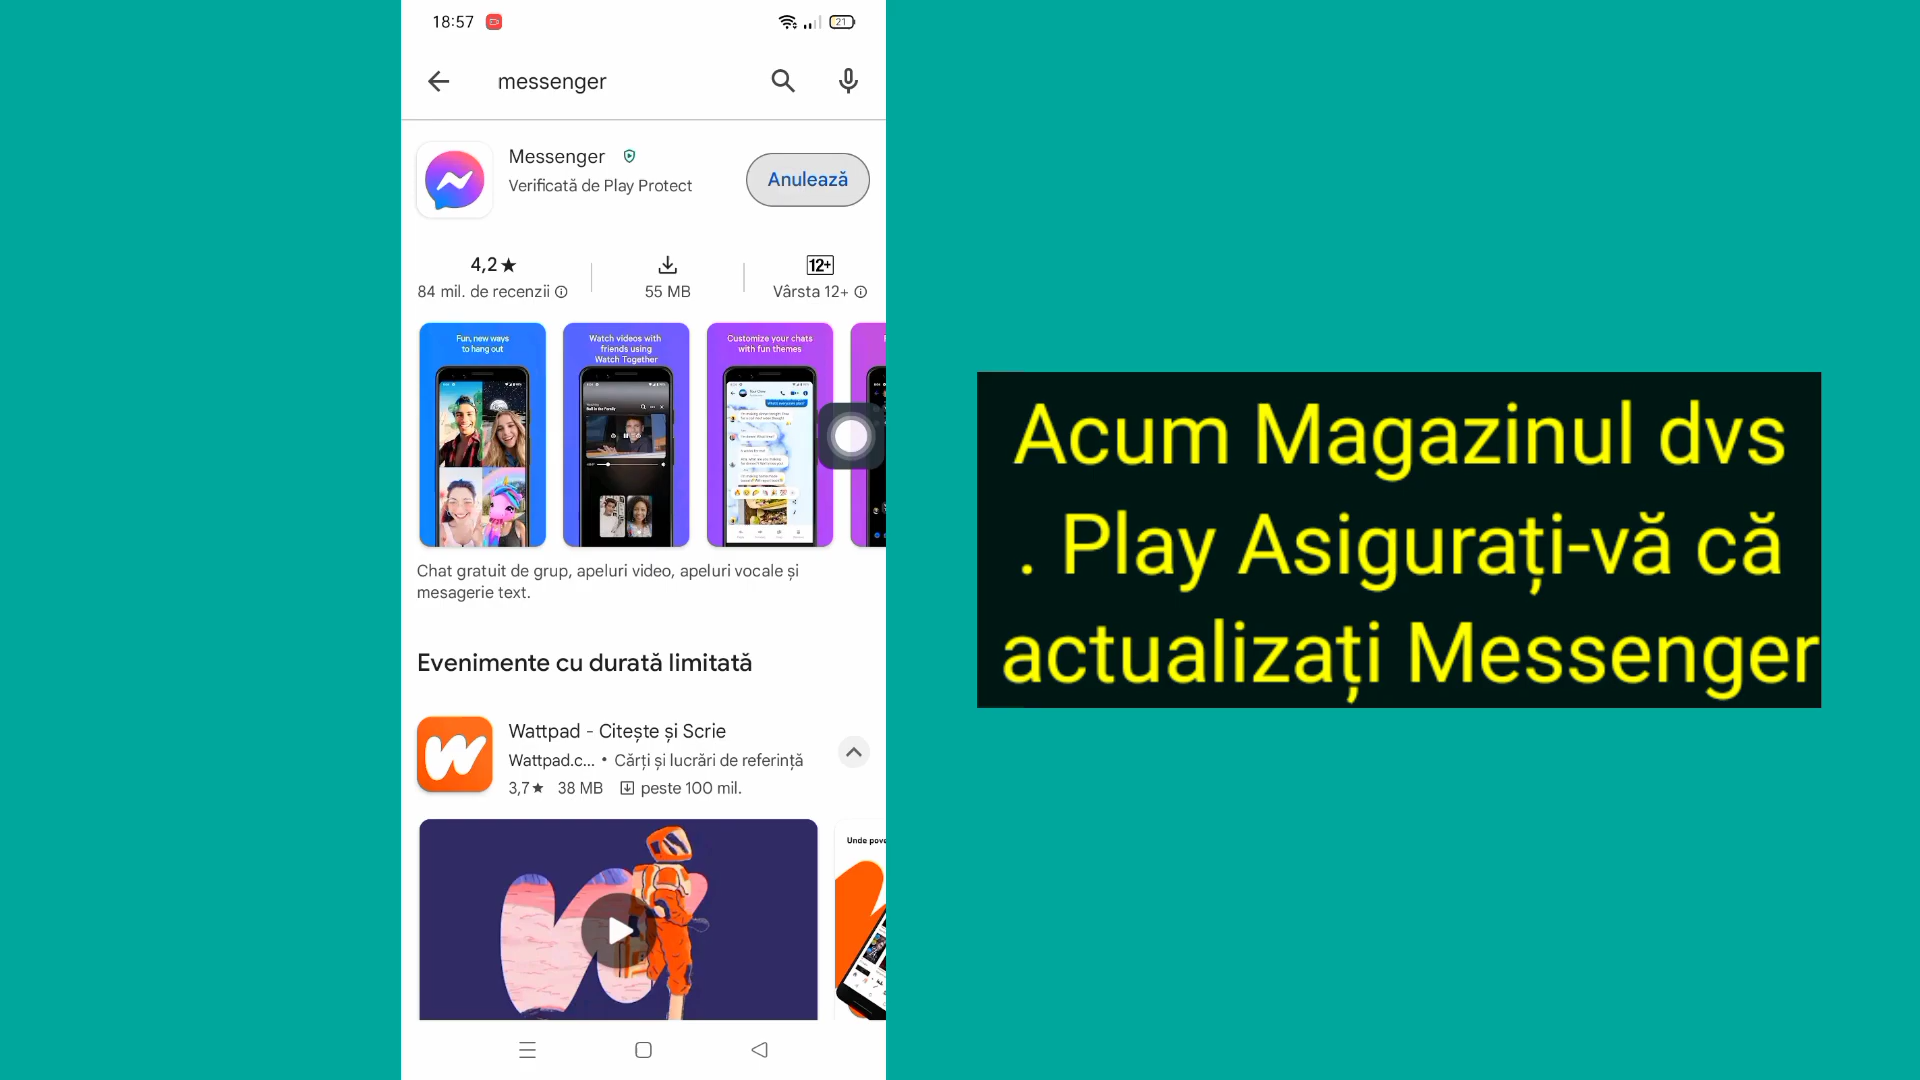 18:57
21
messenger
Messenger
Verificată de Play Protect
Anulează
4,2★
84 mil. de recenzii
55 MB
12+
Vârsta 12+
Fun, new ways
to hang out
Watch videos with
friends using
Watch Together
Customize your chats
with fun themes
Chat gratuit de grup, apeluri video, apeluri vocale și
mesagerie text.
Evenimente cu durată limitată
Wattpad - Citește și Scrie
Wattpad.c... • Cărți și lucrări de referință
3,7★ 38 MB peste 100 mil.
Unde pove
Acum Magazinul dvs
. Play Asigurați-vă că
actualizați Messenger